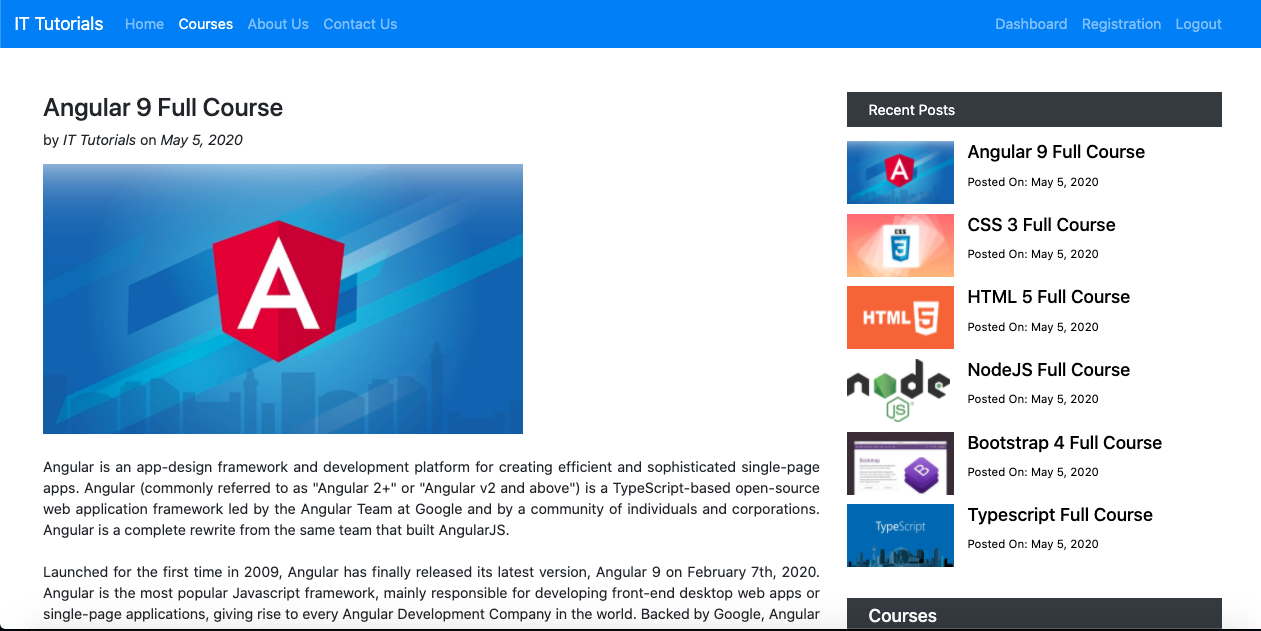 IT Tutorials Home Courses About Us Contact Us Dashboard Registration Logout
Angular 9 Full Course
by IT Tutorials on May 5, 2020
A
Angular is an app-design framework and development platform for creating efficient and sophisticated single-page
apps. Angular (commonly referred to as "Angular 2+" or "Angular v2 and above") is a TypeScript-based open-source
web application framework led by the Angular Team at Google and by a community of individuals and corporations.
Angular is a complete rewrite from the same team that built AngularJS.
Launched for the first time in 2009, Angular has finally released its latest version, Angular 9 on February 7th, 2020.
Angular is the most popular Javascript framework, mainly responsible for developing front-end desktop web apps or
single-page applications, giving rise to every Angular Development Company in the world. Backed by Google, Angular
Recent Posts
A
Angular 9 Full Course
Posted On: May 5, 2020
CSS
3
CSS 3 Full Course
Posted On: May 5, 2020
HTML 5
HTML 5 Full Course
Posted On: May 5, 2020
node
JS
NodeJS Full Course
Posted On: May 5, 2020
Bootstrap
B
Bootstrap 4 Full Course
Posted On: May 5, 2020
TypeScript
Typescript Full Course
Posted On: May 5, 2020
Courses